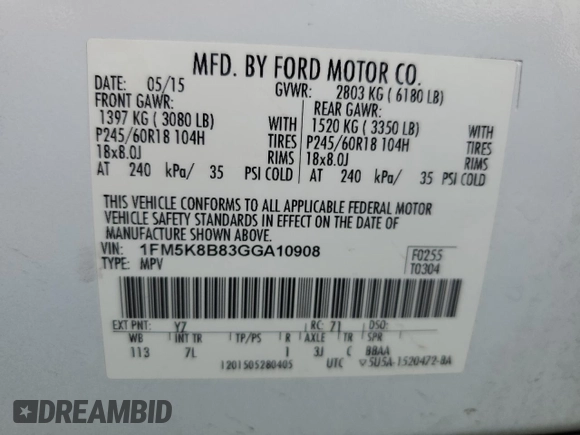 MFD. BY FORD MOTOR CO.
DATE: 05/15 GVWR: 2803 KG ( 6180 LB)
FRONT GAWR: REAR GAWR:
1397 KG ( 3080 LB) WITH 1520 KG ( 3350 LB) WITH
P245/60R18 104H TIRES P245/60R18 104H TIRES
18x8.0J RIMS 18x8.0J RIMS
AT 240 kPa/ 35 PSI COLD AT 240 kPa/ 35 PSI COLD
THIS VEHICLE CONFORMS TO ALL APPLICABLE FEDERAL MOTOR
VEHICLE SAFETY STANDARDS IN EFFECT ON THE DATE OF
MANUFACTURE SHOWN ABOVE.
VIN: 1FM5K8B83GGA10908 F0255
TYPE: MPV T0304
EXT PNT: YZ RC: 71 DSO:
WB INT TR TP/PS R AXLE TR SPR
113 7L I 3J C BBAA
1201505280405 UTC ▽SUSA-1520472-BA
DREAMBID